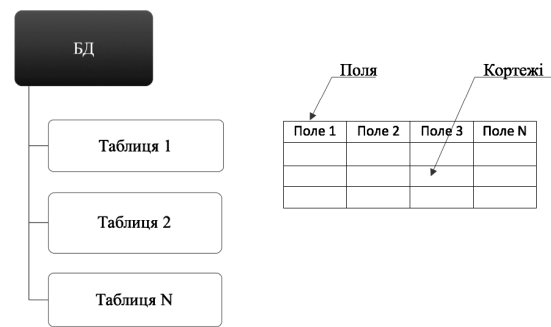 БД
Таблиця 1
Таблиця 2
Таблиця N
Поля
Кортежі
Поле 1 Поле 2 Поле 3 Поле N